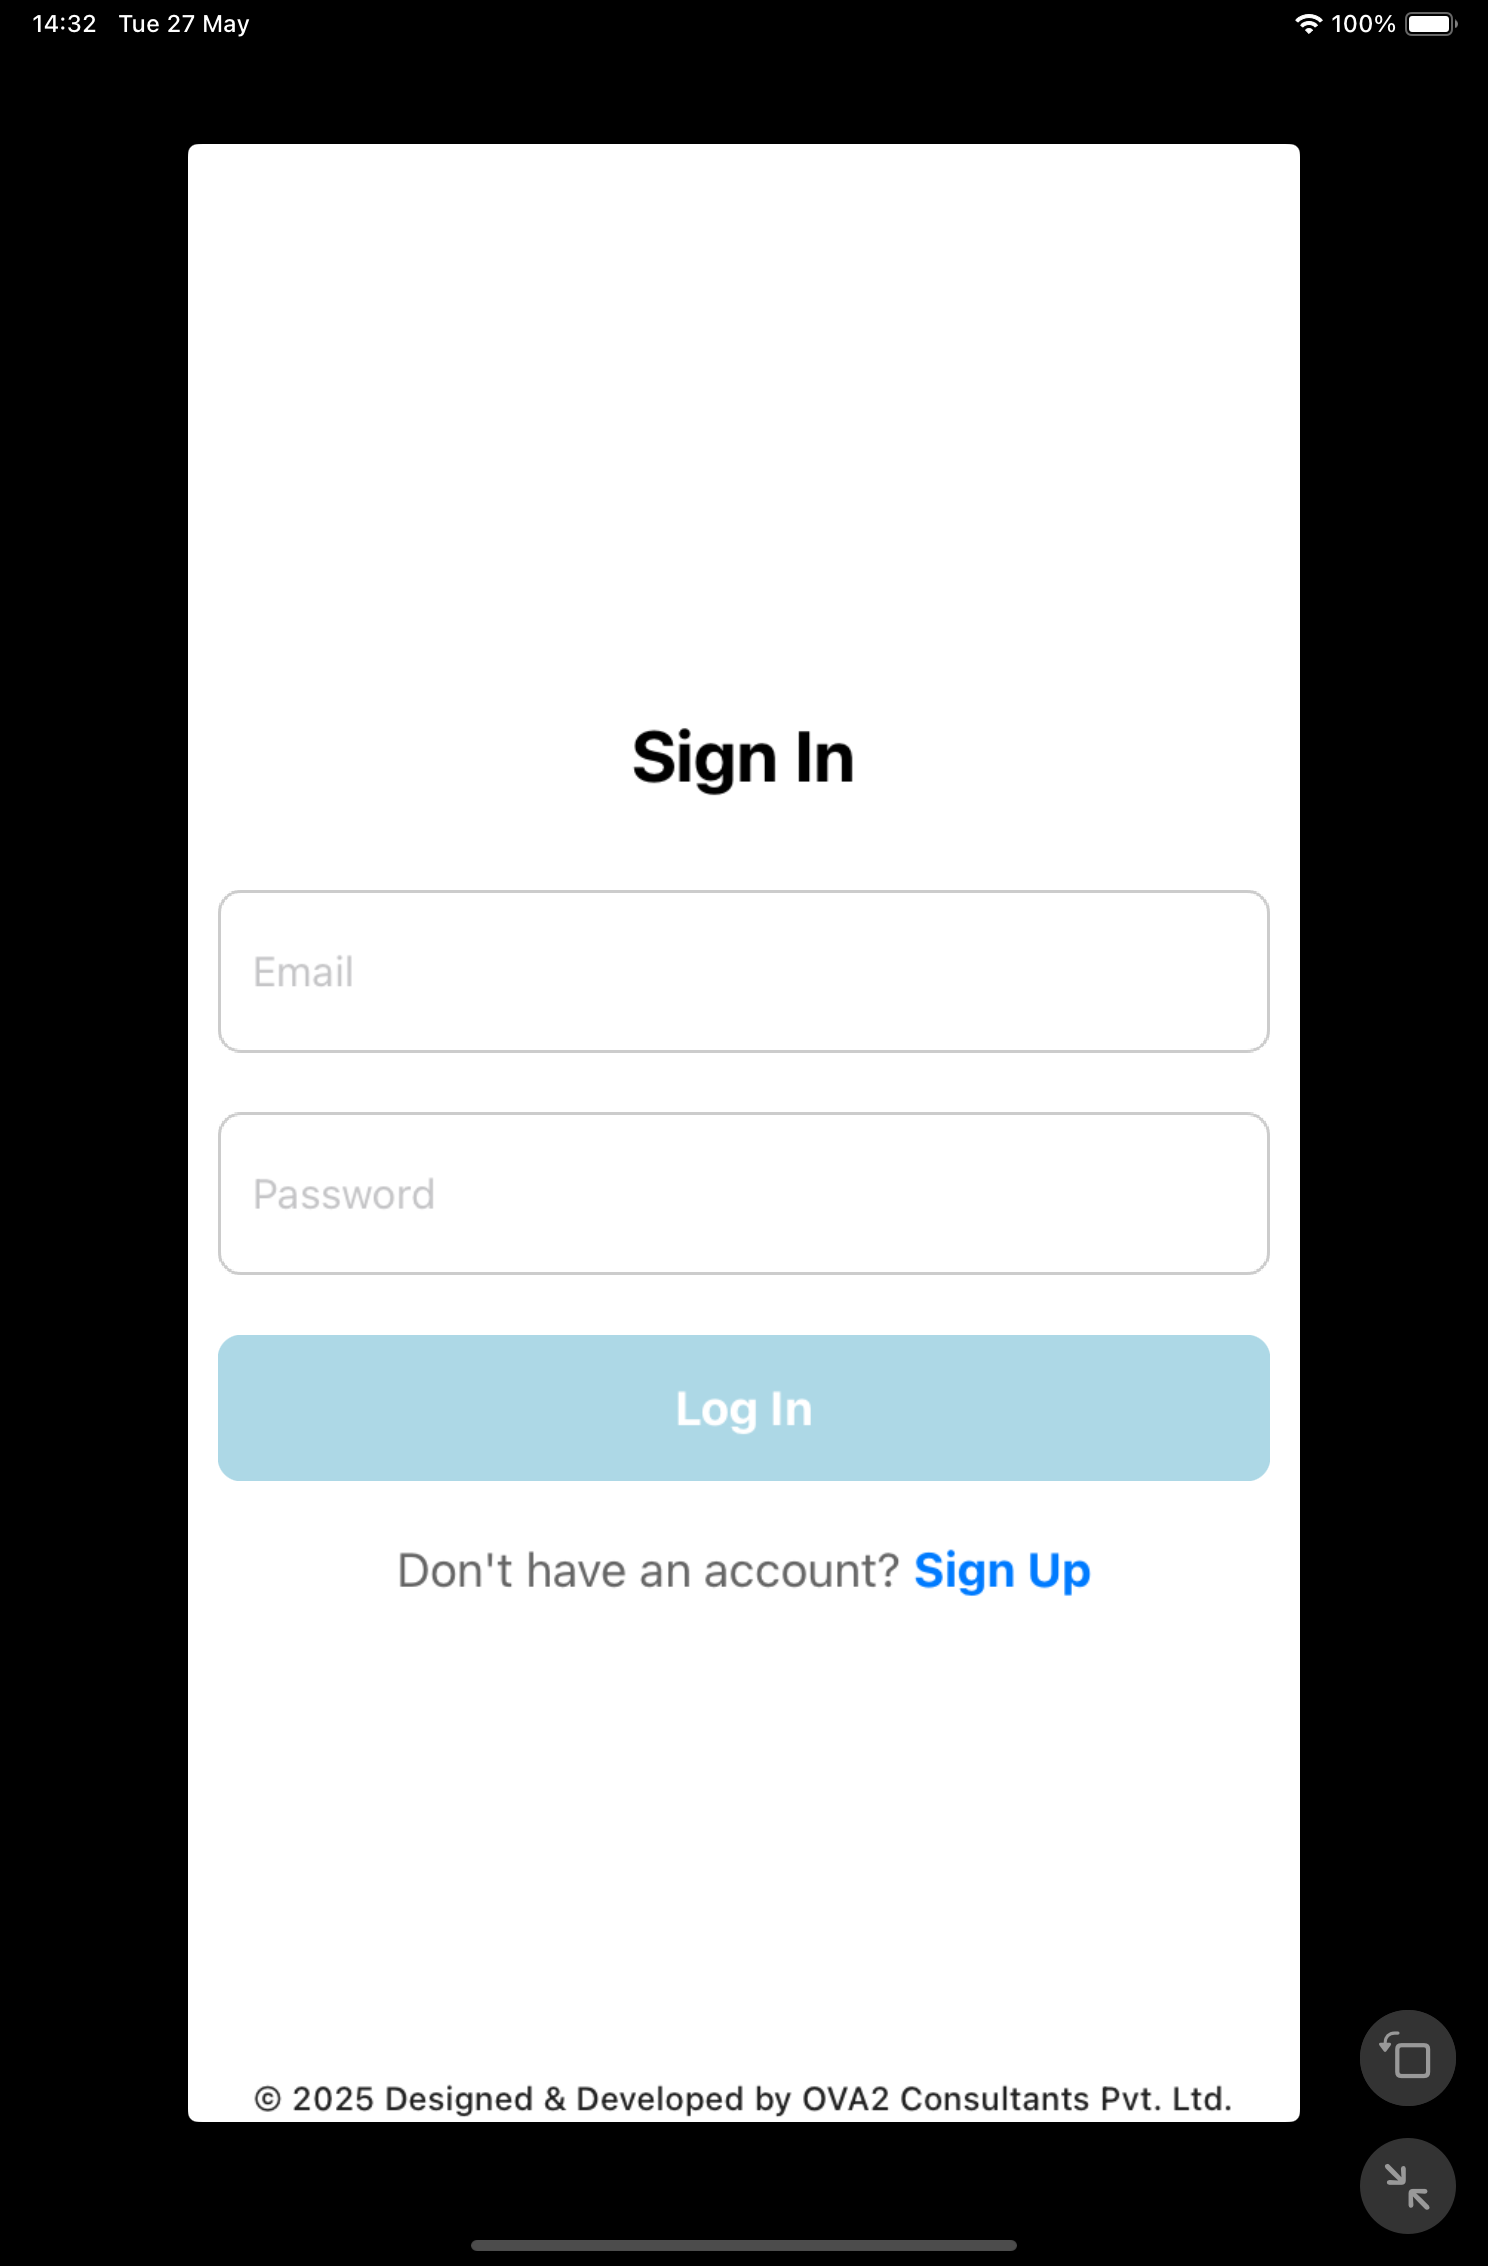 14:32 Tue 27 May 100%
Sign In
Email
Password
Log In
Don't have an account? Sign Up
© 2025 Designed & Developed by OVA2 Consultants Pvt. Ltd.